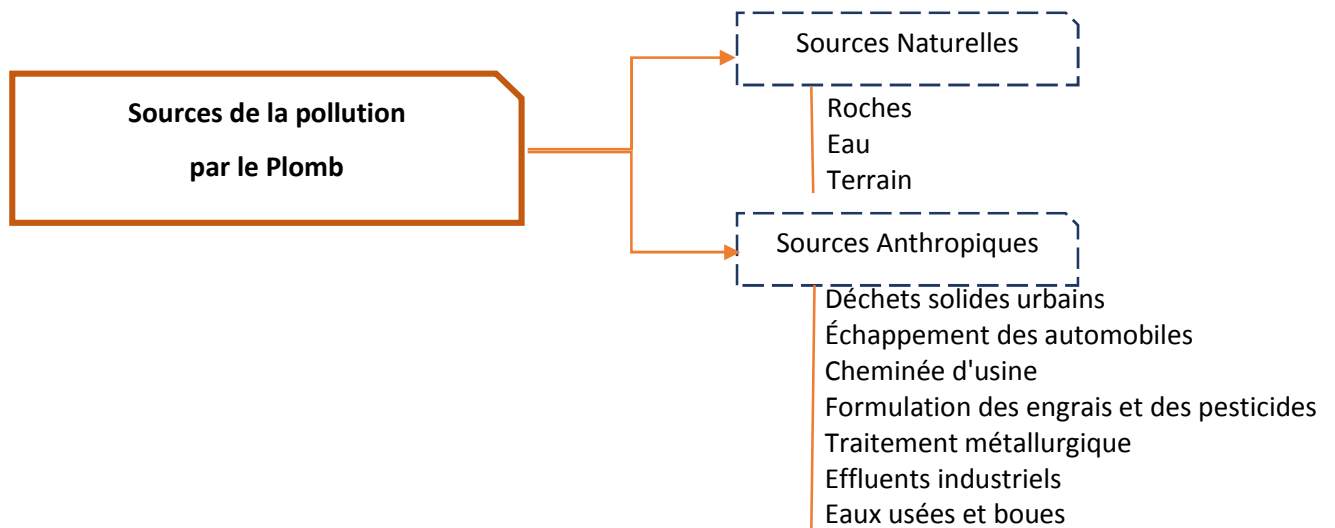 Sources de la pollution
par le Plomb
Sources Naturelles
Roches
Eau
Terrain
Sources Anthropiques
Déchets solides urbains
Échappement des automobiles
Cheminée d'usine
Formulation des engrais et des pesticides
Traitement métallurgique
Effluents industriels
Eaux usées et boues